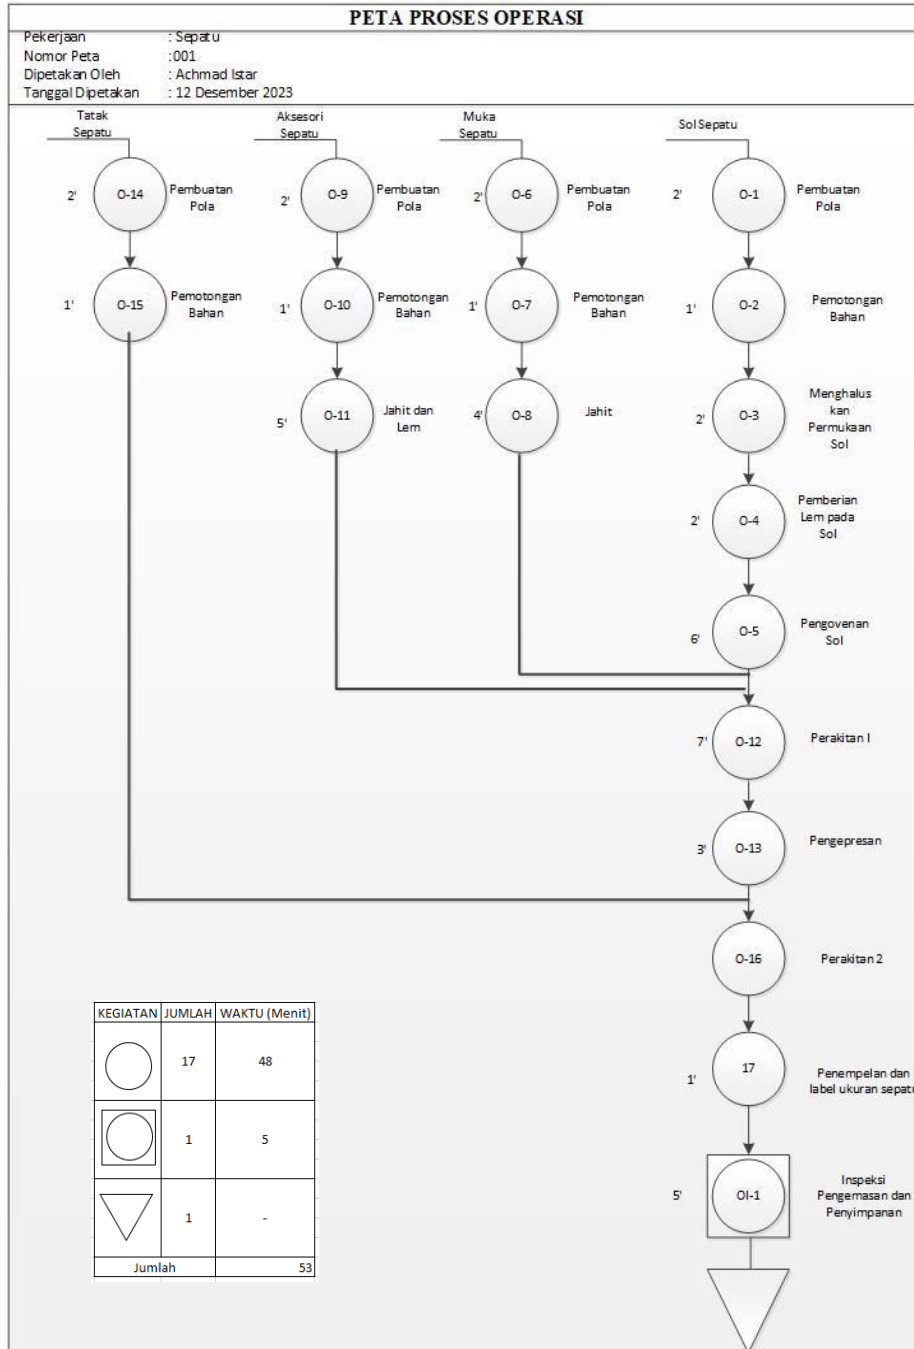 PETA PROSES OPERASI
Pekerjaan : Sepatu
Nomor Peta :001
Dipetakan Oleh : Achmad Istar
Tanggal Dipetakan : 12 Desember 2023
Tatak
Sepatu
Aksesori
Sepatu
Muka
Sepatu
Sol Sepatu
2'
O-14
Pembuatan
Pola
2'
O-9
Pembuatan
Pola
2'
O-6
Pembuatan
Pola
2'
O-1
Pembuatan
Pola
1'
O-15
Pemotongan
Bahan
1'
O-10
Pemotongan
Bahan
1'
O-7
Pemotongan
Bahan
1'
O-2
Pemotongan
Bahan
5'
O-11
Jahit dan
Lem
4'
O-8
Jahit
2'
O-3
Menghalus
kan
Permukaan
Sol
2'
O-4
Pemberian
Lem pada
Sol
6'
O-5
Pengovenan
Sol
7'
O-12
Perakitan I
3'
O-13
Pengepresan
O-16
Perakitan 2
1'
17
Penempelan dan
label ukuran sepatu
5'
OI-1
Inspeksi
Pengemasan dan
Penyimpanan
KEGIATAN JUMLAH WAKTU (Menit)
17 48
1 5
1 -
Jumlah 53